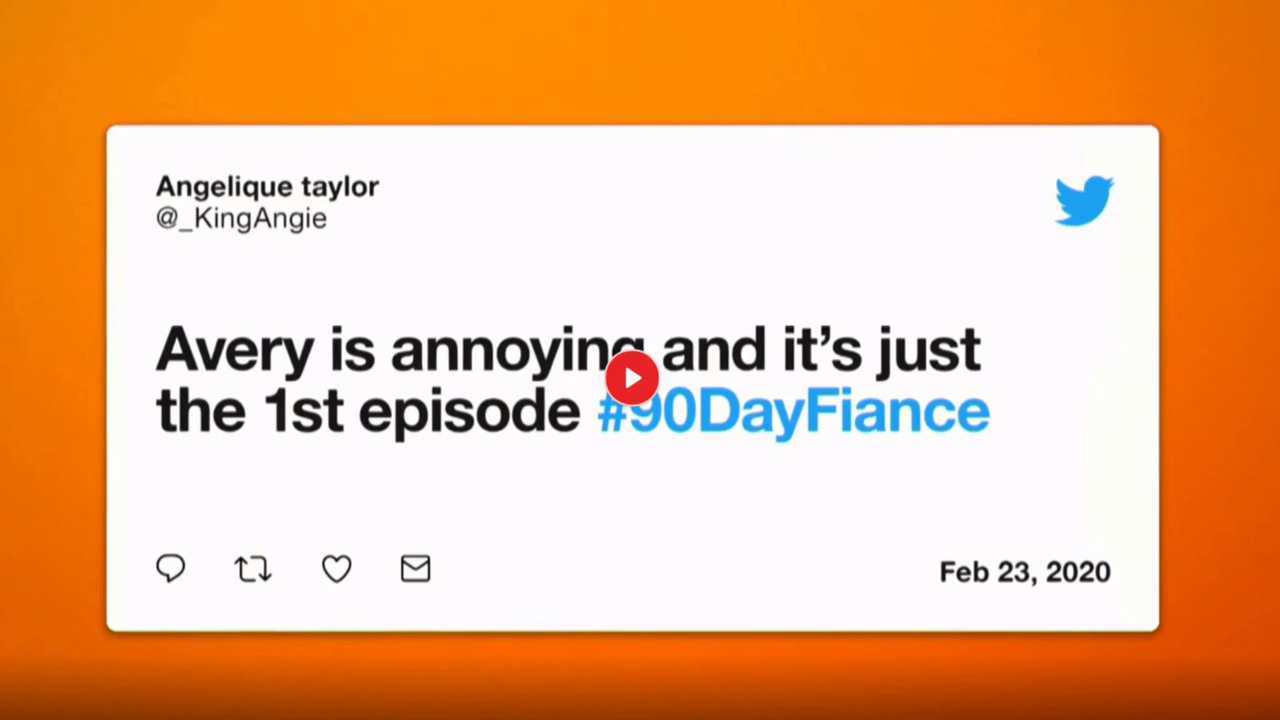 Angelique taylor
@_KingAngie
Avery is annoying and it’s just
the 1st episode #90DayFiance
Feb 23, 2020